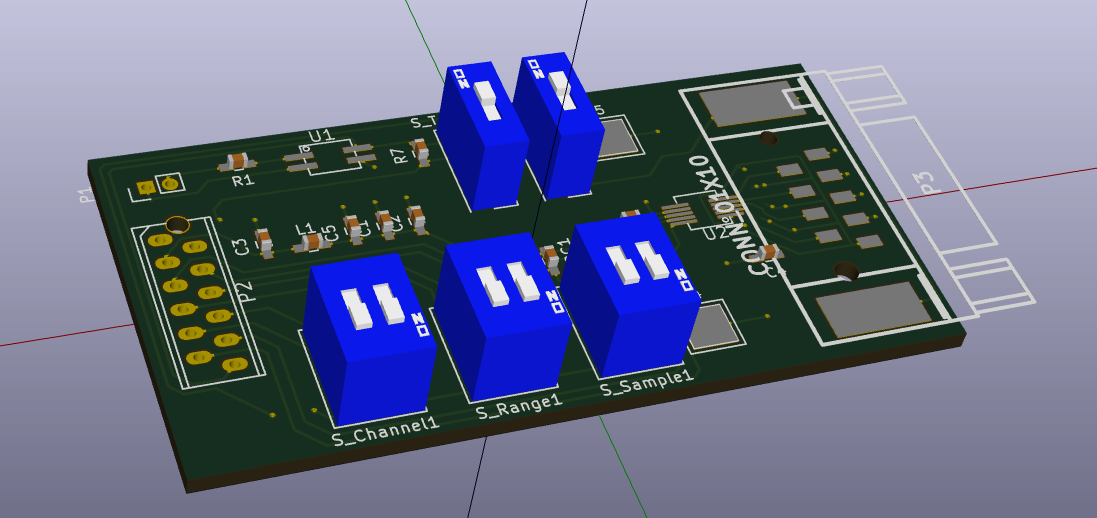 ON
ON
S_T
5
P1
R1
U1
R7
CONN_01X10
P3
C3
L1
C5
C2
P2
C1
U2
ON
ON
ON
S_Channel1
S_Range1
S_Sample1